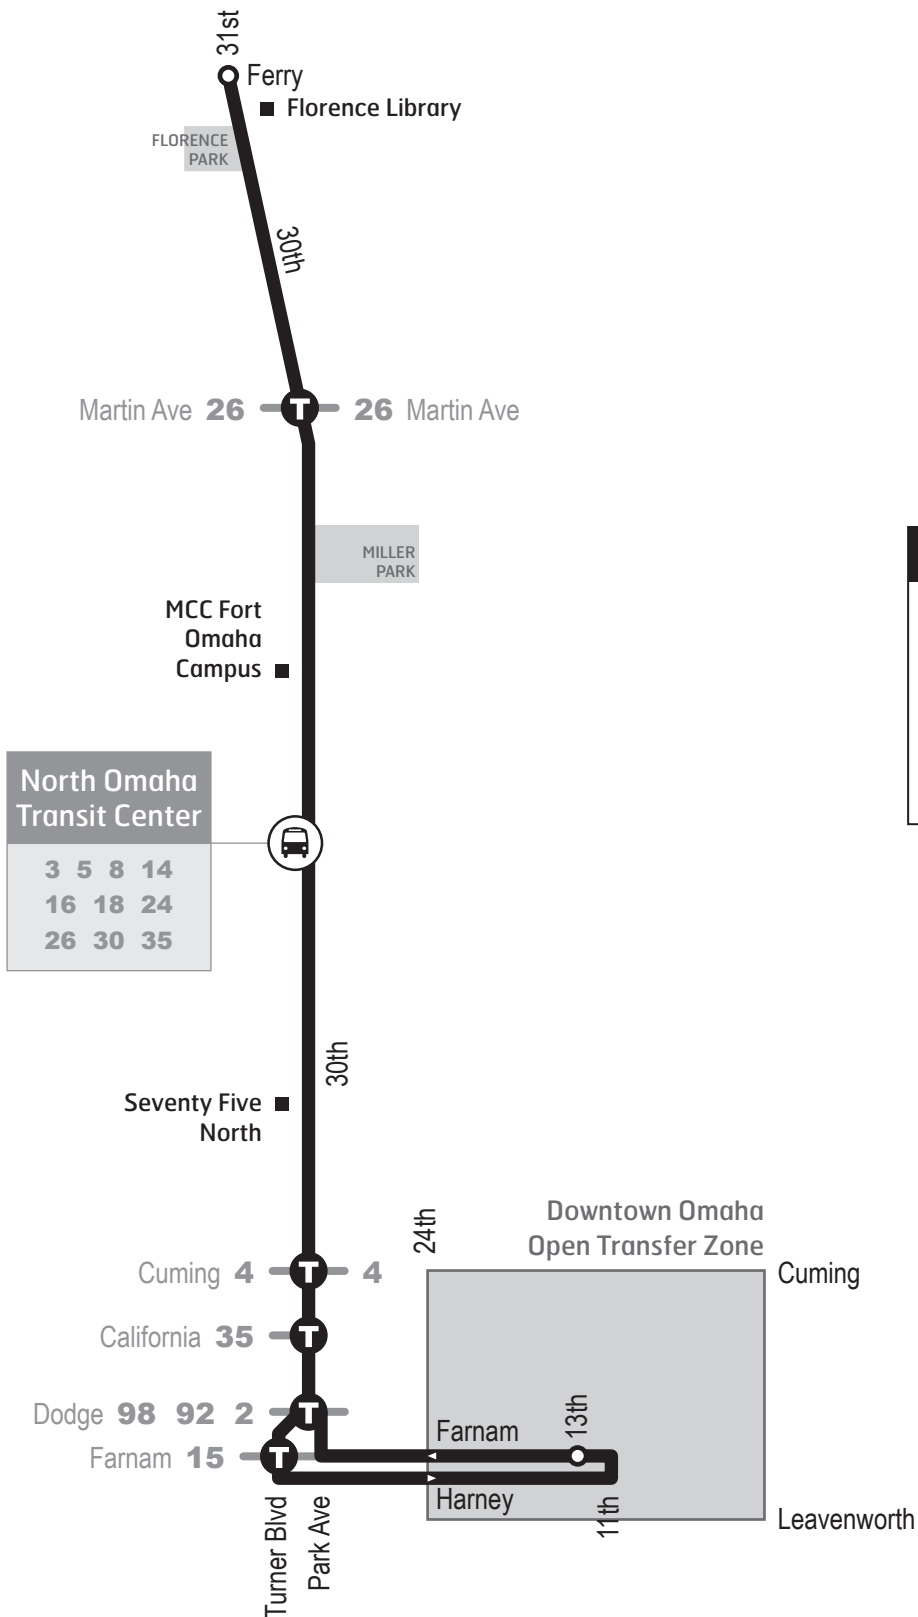 31st
Ferry
Florence Library
FLORENCE
PARK
30th
Martin Ave 26 T 26 Martin Ave
MILLER
PARK
MCC Fort
Omaha
Campus
North Omaha
Transit Center
3 5 8 14
16 18 24
26 30 35
30th
Seventy Five
North
Downtown Omaha
Open Transfer Zone
24th
Cuming 4 T 4
Cuming
California 35 T
Dodge 98 92 2 T
13th
Farnam
Farnam 15 T
Harney
11th
Leavenworth
Turner Blvd
Park Ave